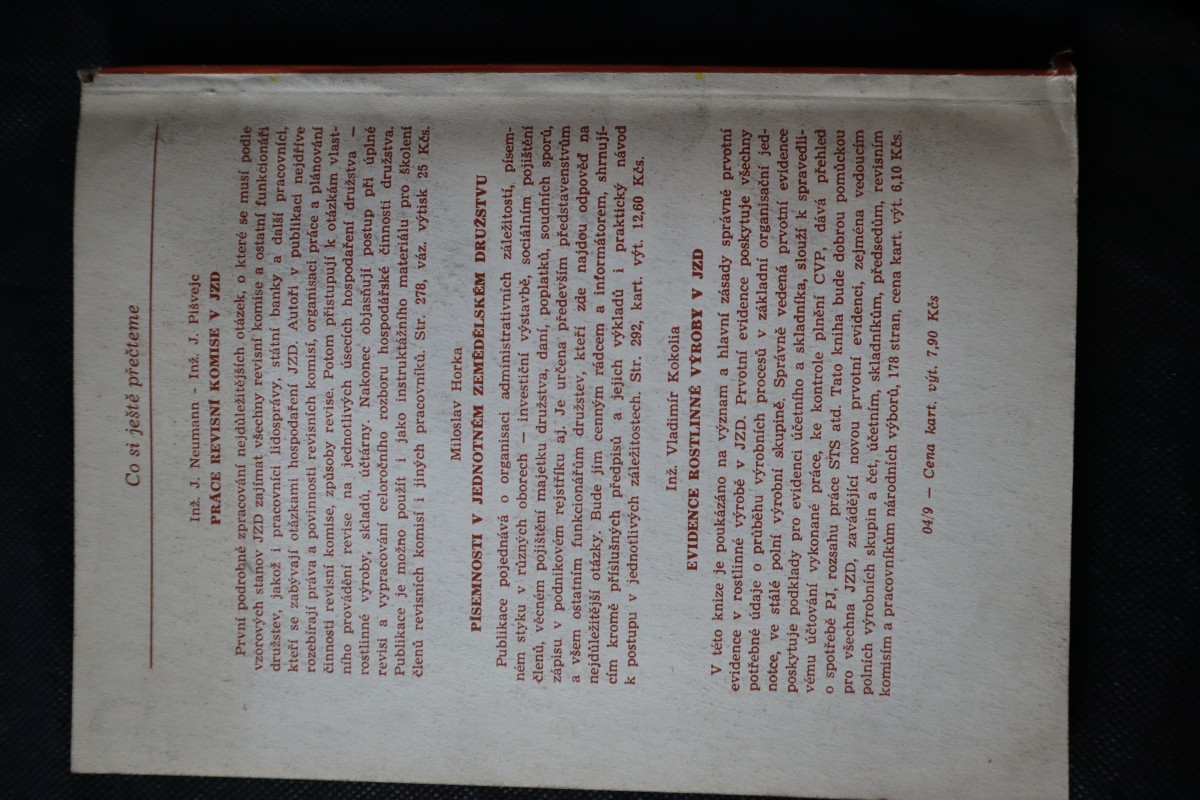 Co si ještě přečteme
Inž. J. Neumann - Inž. J. Pišvejc
PRÁCE REVISNÍ KOMISE V JZD
První podrobné zpracování nejdůležitějších otázek, o které se musí podle
vzorových stanov JZD zajímat všechny revisní komise a ostatní funkcionáři
družstev, jakož i pracovníci lidosprávy, státní banky a další pracovníci,
kteří se zabývají otázkami hospodaření JZD. Autoři v publikaci nejdříve
rozebírají práva a povinnosti revisních komisí, organisaci práce a plánování
činnosti revisní komise, způsoby revise. Potom přistupují k otázkám vlast-
ního provádění revise na jednotlivých úsecích hospodaření družstva —
rostlinné výroby, skladů, účtárny. Nakonec objasňují postup při úplné
revisi a vypracování celoročního rozboru hospodářské činnosti družstva.
Publikace je možno použít i jako instruktážního materiálu pro školení
členů revisních komisí i jiných pracovníků. Str. 278, váz. výtisk 25 Kčs.
Miloslav Horka
PÍSEMNOSTI V JEDNOTNÉM ZEMĚDĚLSKÉM DRUŽSTVU
Publikace pojednává o organisaci administrativních záležitostí, písem-
ném styku v různých oborech — investiční výstavbě, sociálním pojištění
členů, věcném pojištění majetku družstva, daní, poplatků, soudních sporů,
zápisu v podnikovém rejstříku aj. Je určena především představenstvům
a všem ostatním funkcionářům družstev, kteří zde najdou odpověď na
nejdůležitější otázky. Bude jim cenným rádcem a informátorem, shrnují-
cím kromě příslušných předpisů a jejich výkladů i praktický návod
k postupu v jednotlivých záležitostech. Str. 292, kart. výt. 12,60 Kčs.
Inž. Vladimír Kokolia
EVIDENCE ROSTLINNÉ VÝROBY V JZD
V této knize je poukázáno na význam a hlavní zásady správné prvotní
evidence v rostlinné výrobě v JZD. Prvotní evidence poskytuje všechny
potřebné údaje o průběhu výrobních procesů v základní organisační jed-
notce, ve stálé polní výrobní skupině. Správně vedená prvotní evidence
poskytuje podklady pro evidenci účetního a skladníka, slouží k spravedli-
vému účtování vykonané práce, ke kontrole plnění CVP, dává přehled
o spotřebě PJ, rozsahu práce STS atd. Tato kniha bude dobrou pomůckou
pro všechna JZD, zavádějící novou prvotní evidenci, zejména vedoucím
polních výrobních skupin a čet, účetním, skladníkům, předsedům, revisním
komisím a pracovníkům národních výborů, 178 stran, cena kart. výt. 6,10 Kčs.
04/9 — Cena kart. výt. 7,90 Kčs